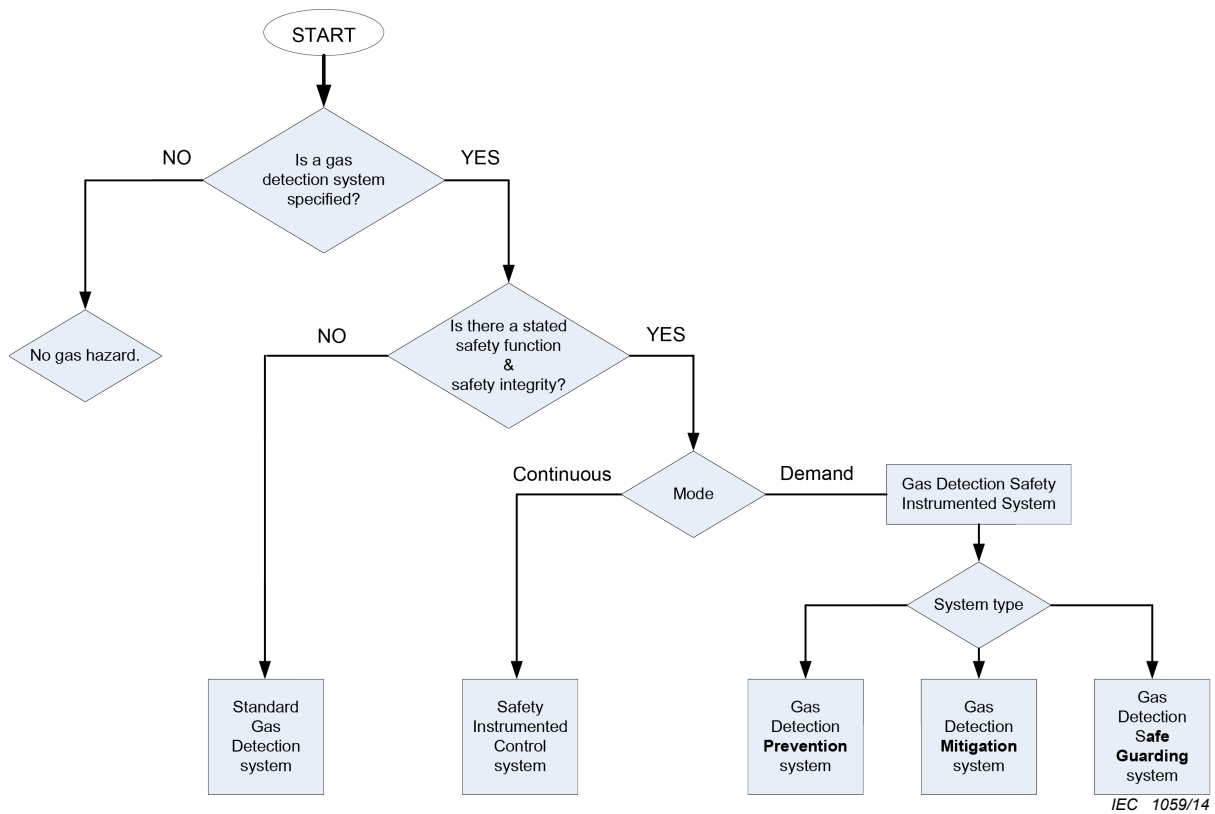 START
NO
YES
Is a gas
detection system
specified?
No gas hazard.
NO
YES
Is there a stated
safety function
&
safety integrity?
Continuous
Mode
Demand
Gas Detection Safety
Instrumented System
System type
Standard
Gas
Detection
system
Safety
Instrumented
Control
system
Gas
Detection
Prevention
system
Gas
Detection
Mitigation
system
Gas
Detection
Safe
Guarding
system
IEC 1059/14